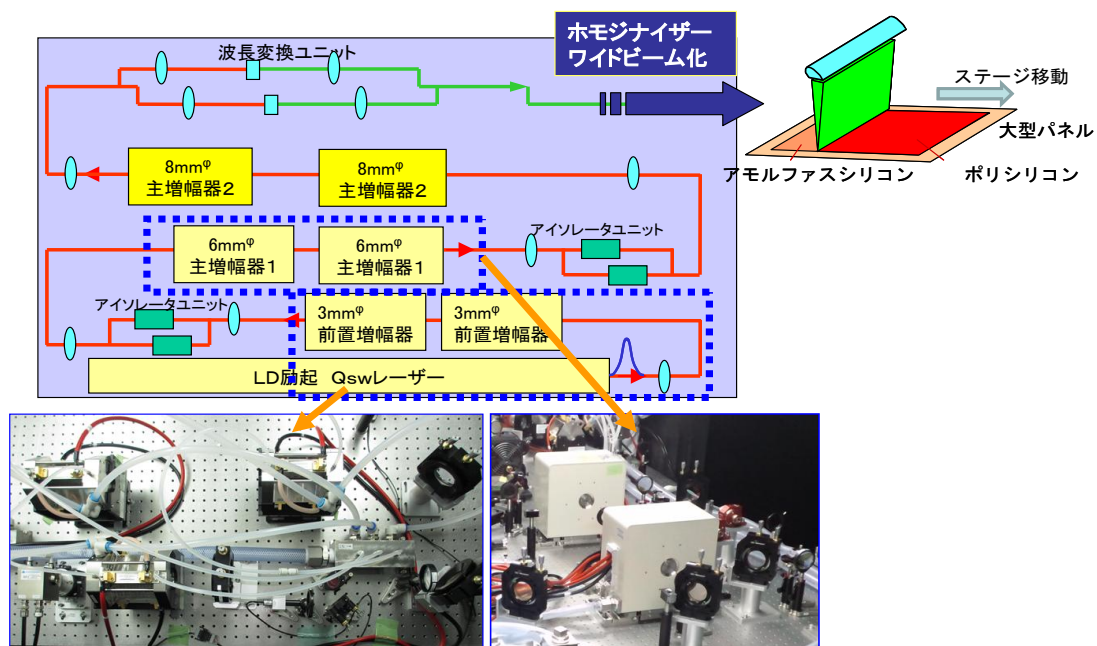 ホモジナイザー
ワイドビーム化
波長変換ユニット
ステージ移動
大型パネル
アモルファスシリコン
ポリシリコン
8mmφ
主増幅器2
8mmφ
主増幅器2
6mmφ
主増幅器1
6mmφ
主増幅器1
アイソレータユニット
アイソレータユニット
3mmφ
前置増幅器
3mmφ
前置増幅器
LD励起 Qswレーザー